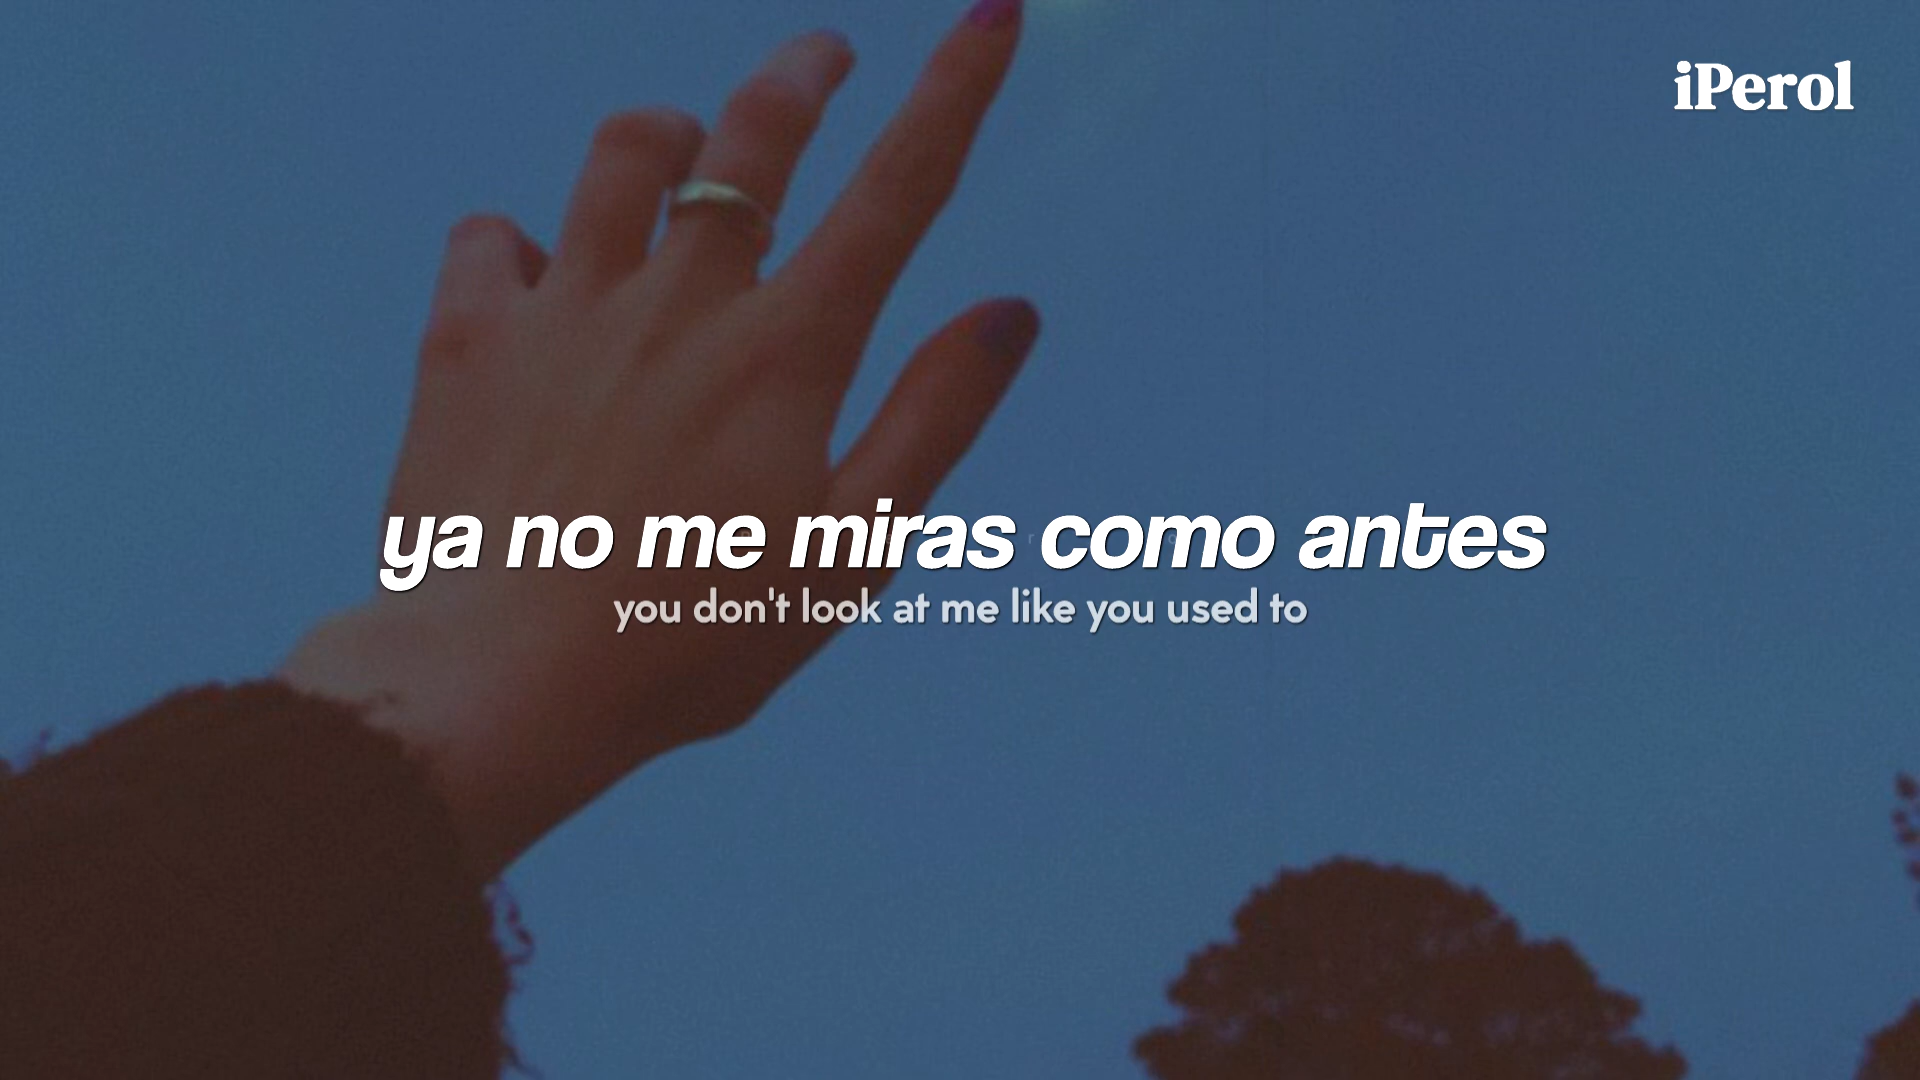 iPerol
ya no me miras como antes
you don't look at me like you used to